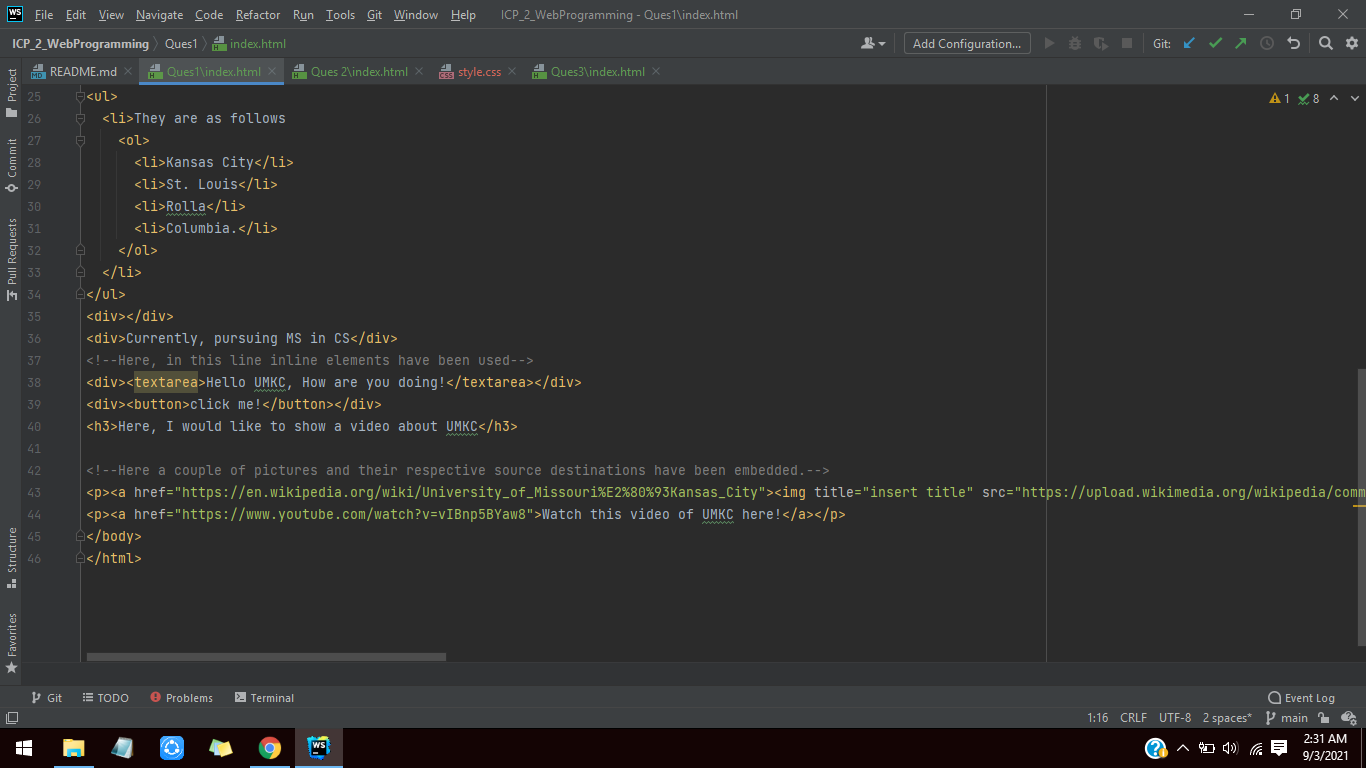 WS File Edit View Navigate Code Refactor Run Tools Git Window Help ICP_2_WebProgramming - Ques1\index.html
ICP_2_WebProgramming Ques1 index.html Add Configuration... Git:
README.md Ques1\index.html Ques 2\index.html style.css Ques3\index.html
Project
Commit
Pull Requests
Structure
Favorites
1 8
25 <ul>
26 <li>They are as follows
27 <ol>
28 <li>Kansas City</li>
29 <li>St. Louis</li>
30 <li>Rolla</li>
31 <li>Columbia.</li>
32 </ol>
33 </li>
34 </ul>
35 <div></div>
36 <div>Currently, pursuing MS in CS</div>
37 <!--Here, in this line inline elements have been used-->
38 <div><textarea>Hello UMKC, How are you doing!</textarea></div>
39 <div><button>click me!</button></div>
40 <h3>Here, I would like to show a video about UMKC</h3>
41
42 <!--Here a couple of pictures and their respective source destinations have been embedded.-->
43 <p><a href="https://en.wikipedia.org/wiki/University_of_Missouri%E2%80%93Kansas_City"><img title="insert title" src="https://upload.wikimedia.org/wikipedia/comm
44 <p><a href="https://www.youtube.com/watch?v=vIBnp5BYaw8">Watch this video of UMKC here!</a></p>
45 </body>
46 </html>
Git TODO Problems Terminal Event Log
1:16 CRLF UTF-8 2 spaces* main
WS
2:31 AM
9/3/2021